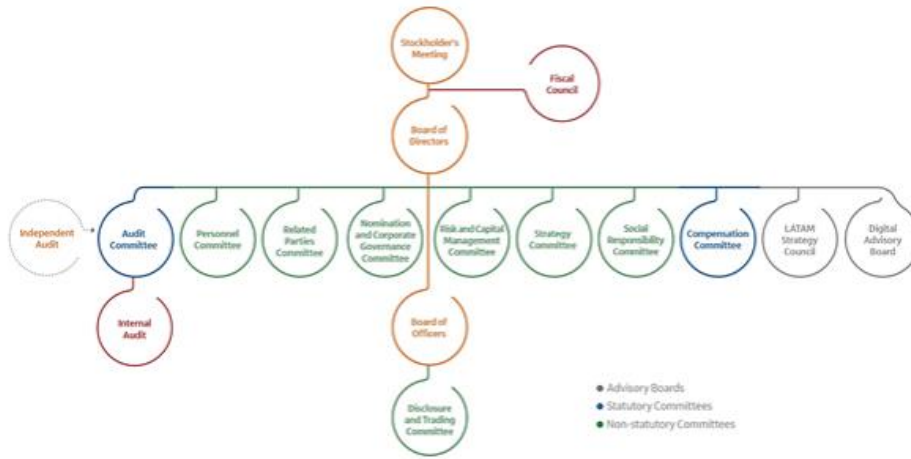 Stockholder's
Meeting
Fiscal
Council
Board of
Directors
Independent
Audit
Audit
Committee
Personnel
Committee
Related
Parties
Committee
Nomination
and Corporate
Governance
Committee
Risk and Capital
Management
Committee
Strategy
Committee
Social
Responsibility
Committee
Compensation
Committee
LATAM
Strategy
Council
Digital
Advisory
Board
Internal
Audit
Board of
Officers
Disclosure
and Trading
Committee
Advisory Boards
Statutory Committees
Non-statutory Committees